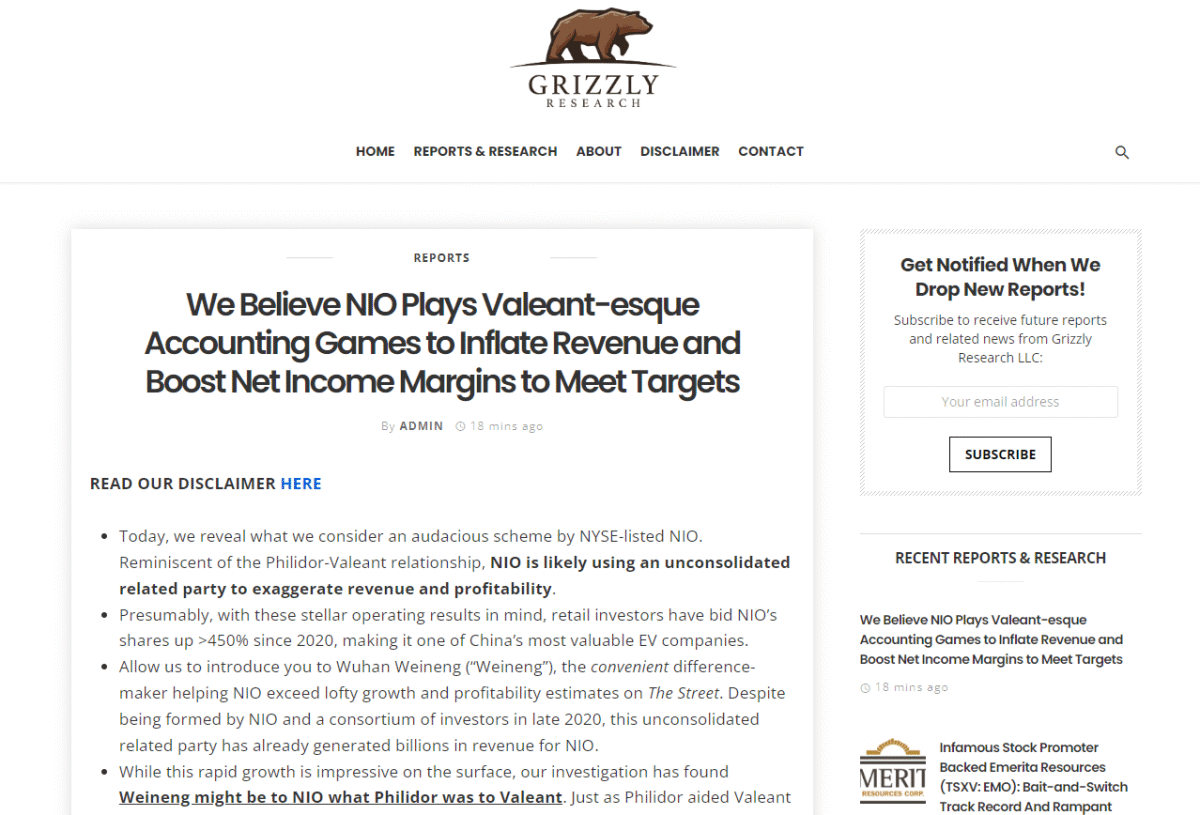 GRIZZLY
RESEARCH
HOME REPORTS & RESEARCH ABOUT DISCLAIMER CONTACT
REPORTS
We Believe NIO Plays Valeant-esque
Accounting Games to Inflate Revenue and
Boost Net Income Margins to Meet Targets
By ADMIN 18 mins ago
READ OUR DISCLAIMER HERE
• Today, we reveal what we consider an audacious scheme by NYSE-listed NIO.
Reminiscent of the Philidor-Valeant relationship, NIO is likely using an unconsolidated
related party to exaggerate revenue and profitability.
• Presumably, with these stellar operating results in mind, retail investors have bid NIO’s
shares up >450% since 2020, making it one of China’s most valuable EV companies.
• Allow us to introduce you to Wuhan Weineng (“Weineng”), the convenient difference-
maker helping NIO exceed lofty growth and profitability estimates on The Street. Despite
being formed by NIO and a consortium of investors in late 2020, this unconsolidated
related party has already generated billions in revenue for NIO.
• While this rapid growth is impressive on the surface, our investigation has found
Weineng might be to NIO what Philidor was to Valeant. Just as Philidor aided Valeant
Get Notified When We
Drop New Reports!
Subscribe to receive future reports
and related news from Grizzly
Research LLC:
Your email address
SUBSCRIBE
RECENT REPORTS & RESEARCH
We Believe NIO Plays Valeant-esque
Accounting Games to Inflate Revenue and
Boost Net Income Margins to Meet Targets
18 mins ago
MERIT
RESOURCES CORP.
Infamous Stock Promoter
Backed Emerita Resources
(TSXV: EMO): Bait-and-Switch
Track Record And Rampant